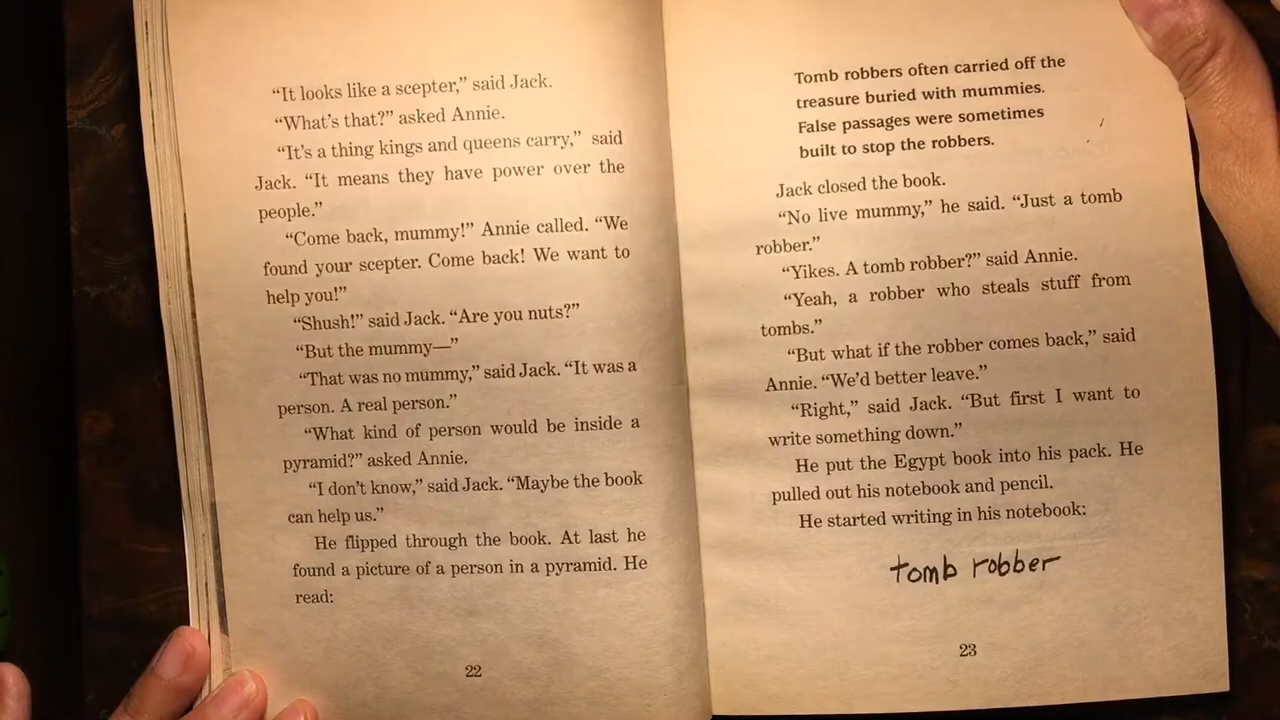 “It looks like a scepter,” said Jack.
“What’s that?” asked Annie.
“It’s a thing kings and queens carry,” said
Jack. “It means they have power over the
people.”
“Come back, mummy!” Annie called. “We
found your scepter. Come back! We want to
help you!”
“Shush!” said Jack. “Are you nuts?”
“But the mummy—”
“That was no mummy,” said Jack. “It was a
person. A real person.”
“What kind of person would be inside a
pyramid?” asked Annie.
“I don’t know,” said Jack. “Maybe the book
can help us.”
He flipped through the book. At last he
found a picture of a person in a pyramid. He
read:
22
Tomb robbers often carried off the
treasure buried with mummies.
False passages were sometimes
built to stop the robbers.
Jack closed the book.
“No live mummy,” he said. “Just a tomb
robber.”
“Yikes. A tomb robber?” said Annie.
“Yeah, a robber who steals stuff from
tombs.”
“But what if the robber comes back,” said
Annie. “We’d better leave.”
“Right,” said Jack. “But first I want to
write something down.”
He put the Egypt book into his pack. He
pulled out his notebook and pencil.
He started writing in his notebook:
tomb robber
23